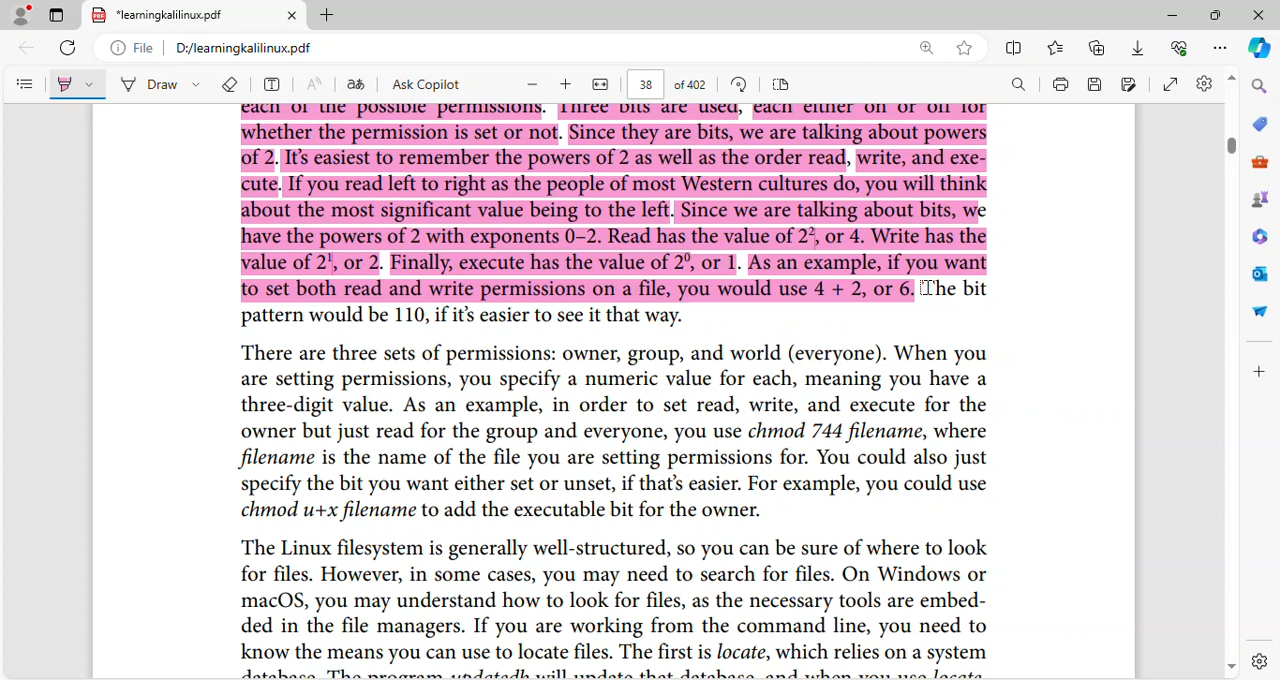 *learningkalilinux.pdf
File D:/learningkalilinux.pdf
Draw Ask Copilot 38 of 402
each of the possible permissions. Three bits are used, each either on or off for
whether the permission is set or not. Since they are bits, we are talking about powers
of 2. It's easiest to remember the powers of 2 as well as the order read, write, and exe-
cute. If you read left to right as the people of most Western cultures do, you will think
about the most significant value being to the left. Since we are talking about bits, we
have the powers of 2 with exponents 0–2. Read has the value of 2², or 4. Write has the
value of 2¹, or 2. Finally, execute has the value of 2⁰, or 1. As an example, if you want
to set both read and write permissions on a file, you would use 4 + 2, or 6. The bit
pattern would be 110, if it's easier to see it that way.
There are three sets of permissions: owner, group, and world (everyone). When you
are setting permissions, you specify a numeric value for each, meaning you have a
three-digit value. As an example, in order to set read, write, and execute for the
owner but just read for the group and everyone, you use chmod 744 filename, where
filename is the name of the file you are setting permissions for. You could also just
specify the bit you want either set or unset, if that's easier. For example, you could use
chmod u+x filename to add the executable bit for the owner.
The Linux filesystem is generally well-structured, so you can be sure of where to look
for files. However, in some cases, you may need to search for files. On Windows or
macOS, you may understand how to look for files, as the necessary tools are embed-
ded in the file managers. If you are working from the command line, you need to
know the means you can use to locate files. The first is locate, which relies on a system
database. The program updatedb will update that database, and when you use locate,